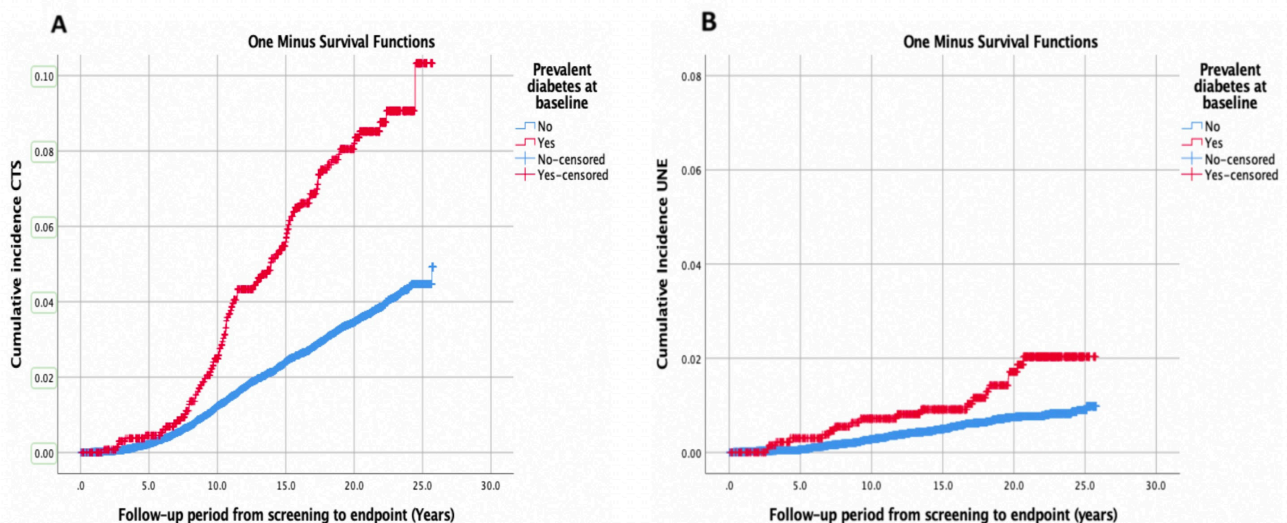 A
One Minus Survival Functions
Cumulative incidence CTS
0.10
0.08
0.06
0.04
0.02
0.00
.0 5.0 10.0 15.0 20.0 25.0 30.0
Follow-up period from screening to endpoint (Years)
Prevalent
diabetes at
baseline
No
Yes
No-censored
Yes-censored
B
One Minus Survival Functions
Cumulative Incidence UNE
0.08
0.06
0.04
0.02
0.00
.0 5.0 10.0 15.0 20.0 25.0 30.0
Follow-up period from screening to endpoint (Years)
Prevalent
diabetes at
baseline
No
Yes
No-censored
Yes-censored